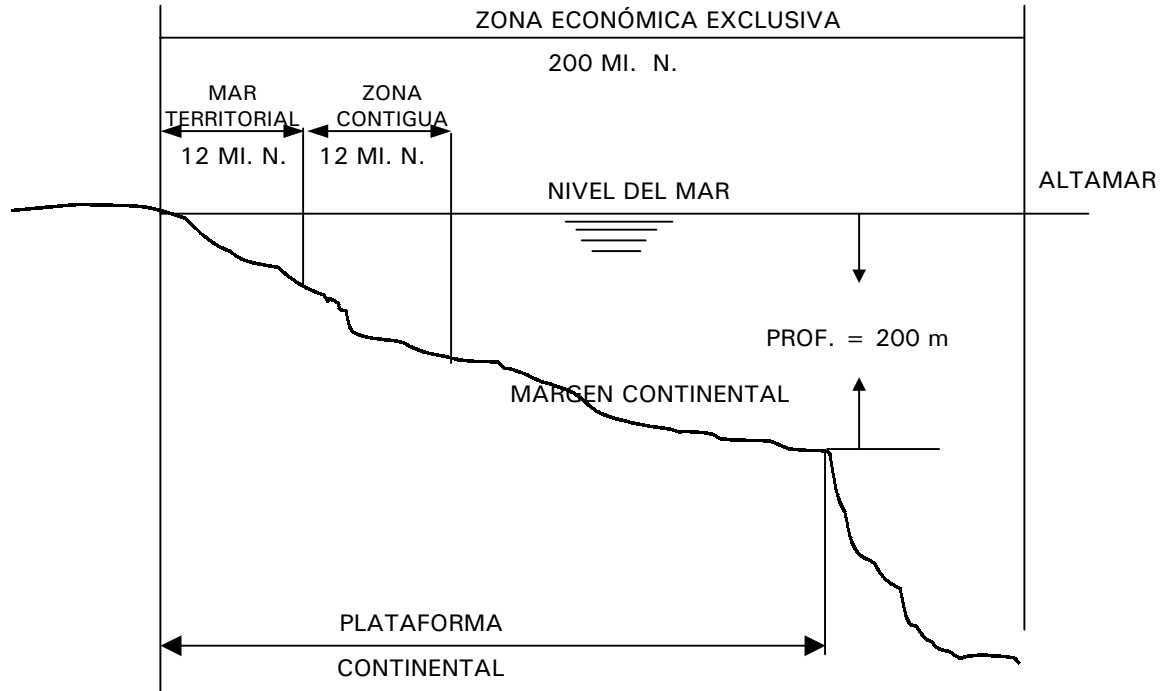 ZONA ECONÓMICA EXCLUSIVA
200 MI. N.
MAR
TERRITORIAL
12 MI. N.
ZONA
CONTIGUA
12 MI. N.
NIVEL DEL MAR
ALTAMAR
PROF. = 200 m
MARGEN CONTINENTAL
PLATAFORMA
CONTINENTAL